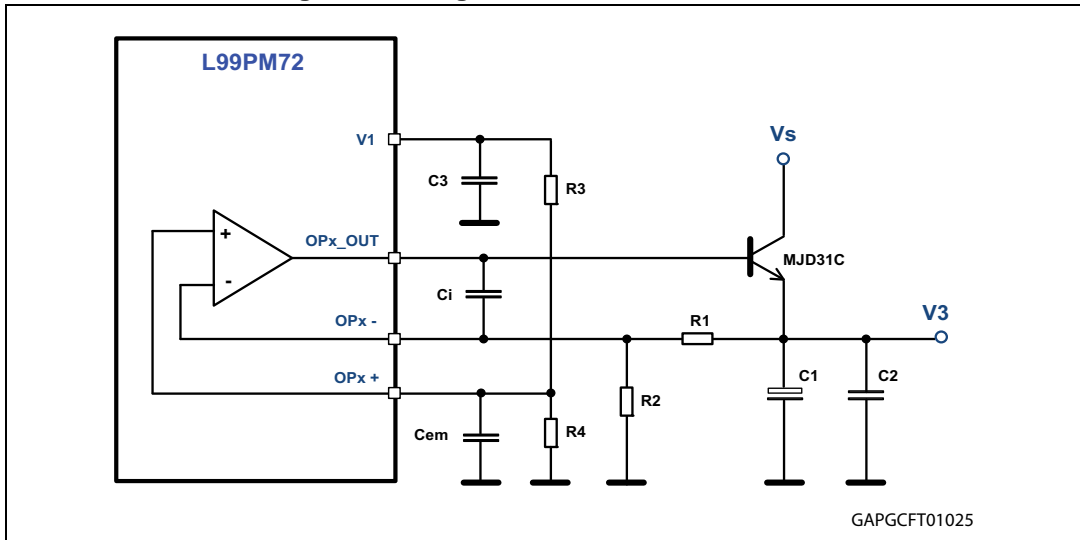 L99PM72
V1
Vs
C3
R3
OPx_OUT
+
MJD31C
-
Ci
V3
OPx -
R1
C1
C2
OPx +
R2
Cem
R4
GAPGCFT01025